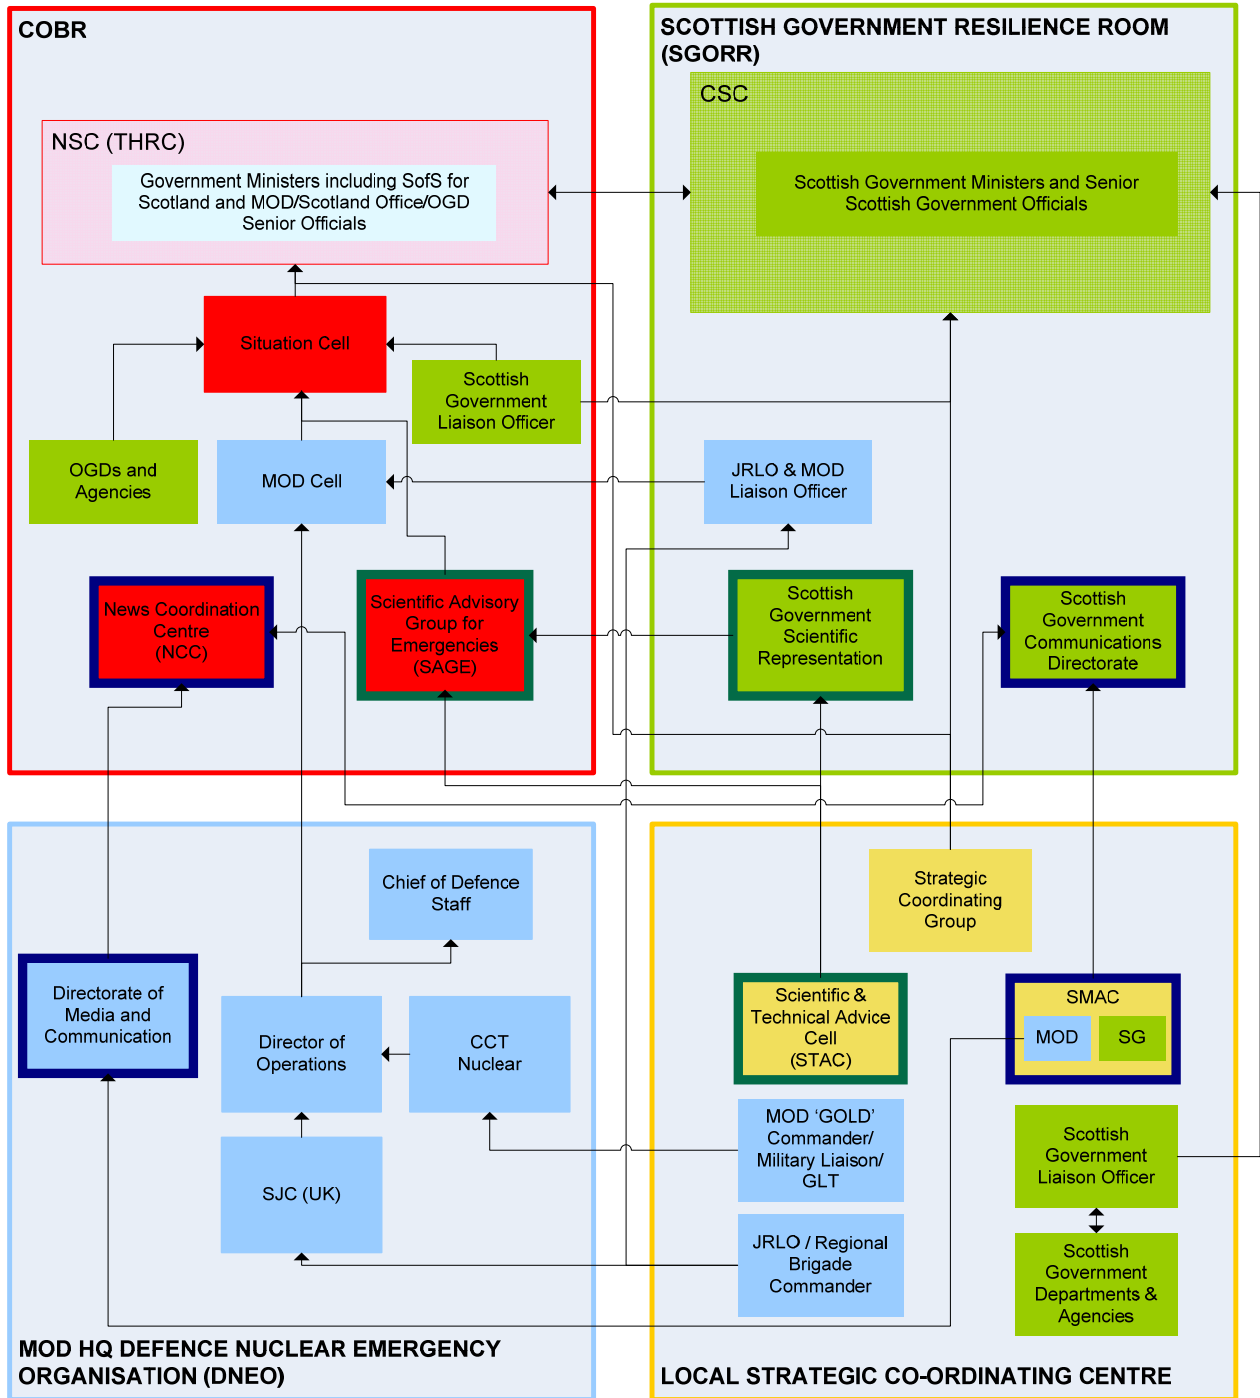 COBR
NSC (THRC)
Government Ministers including SofS for
Scotland and MOD/Scotland Office/OGD
Senior Officials
Situation Cell
Scottish
Government
Liaison Officer
OGDs and
Agencies
MOD Cell
News Coordination
Centre
(NCC)
Scientific Advisory
Group for
Emergencies
(SAGE)
SCOTTISH GOVERNMENT RESILIENCE ROOM
(SGORR)
CSC
Scottish Government Ministers and Senior
Scottish Government Officials
JRLO & MOD
Liaison Officer
Scottish
Government
Scientific
Representation
Scottish
Government
Communications
Directorate
Chief of Defence
Staff
Directorate of
Media and
Communication
Director of
Operations
CCT
Nuclear
SJC (UK)
MOD HQ DEFENCE NUCLEAR EMERGENCY
ORGANISATION (DNEO)
Strategic
Coordinating
Group
Scientific &
Technical Advice
Cell
(STAC)
SMAC
MOD
SG
MOD ‘GOLD’
Commander/
Military Liaison/
GLT
Scottish
Government
Liaison Officer
JRLO / Regional
Brigade
Commander
Scottish
Government
Departments &
Agencies
LOCAL STRATEGIC CO-ORDINATING CENTRE